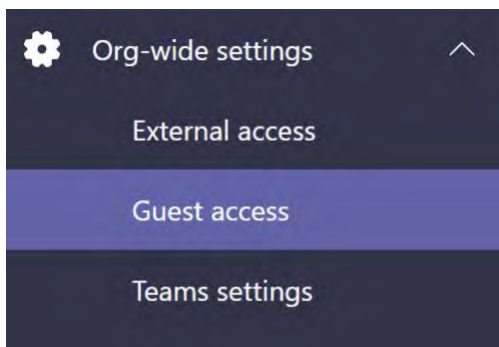 Org-wide settings
External access
Guest access
Teams settings